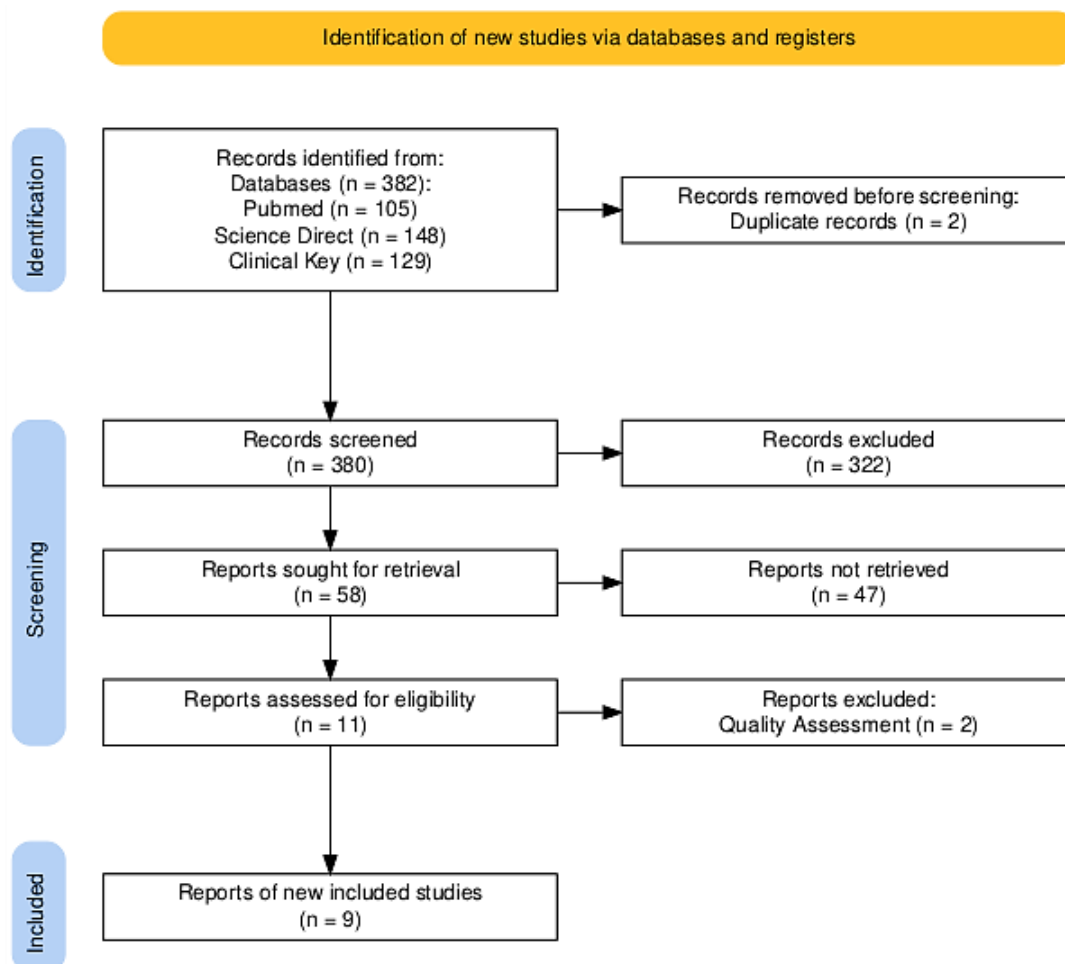 Identification of new studies via databases and registers
Identification
Records identified from:
Databases (n = 382):
Pubmed (n = 105)
Science Direct (n = 148)
Clinical Key (n = 129)
Records removed before screening:
Duplicate records (n = 2)
Screening
Records screened
(n = 380)
Records excluded
(n = 322)
Reports sought for retrieval
(n = 58)
Reports not retrieved
(n = 47)
Reports assessed for eligibility
(n = 11)
Reports excluded:
Quality Assessment (n = 2)
Included
Reports of new included studies
(n = 9)